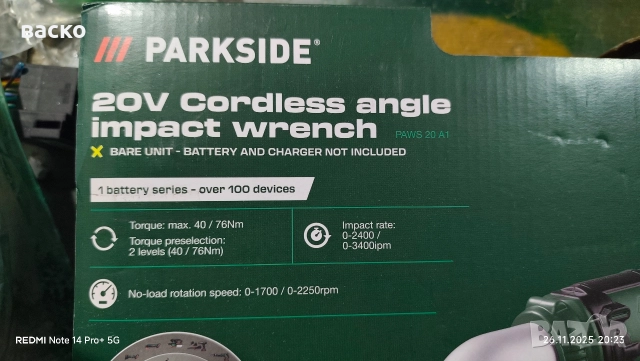 васко
PARKSIDE®
20V Cordless angle
impact wrench PAWS 20 A1
X BARE UNIT - BATTERY AND CHARGER NOT INCLUDED
1 battery series - over 100 devices
Torque: max. 40 / 76Nm
Torque preselection:
2 levels (40 / 76Nm)
Impact rate:
0-2400 /
0-3400ipm
No-load rotation speed: 0-1700 / 0-2250rpm
REDMI Note 14 Pro+ 5G
26.11.2025 20:23